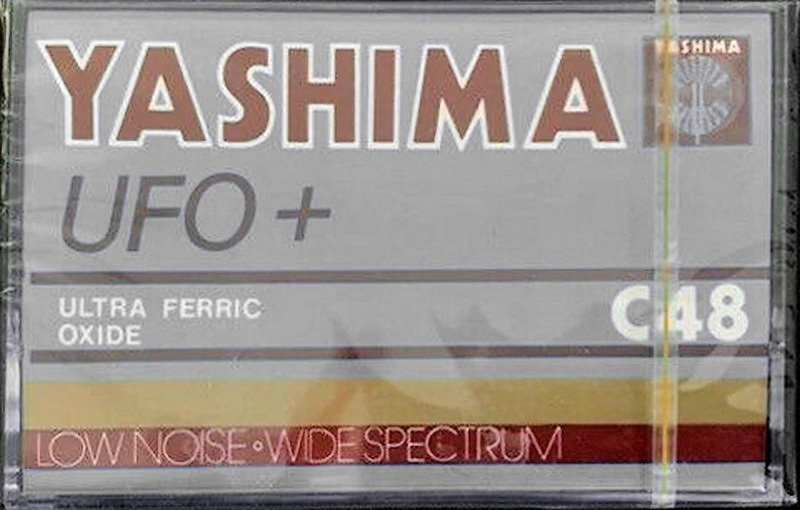 YASHIMA
YASHIMA
UFO +
ULTRA FERRIC
OXIDE
C48
LOW NOISE • WIDE SPECTRUM